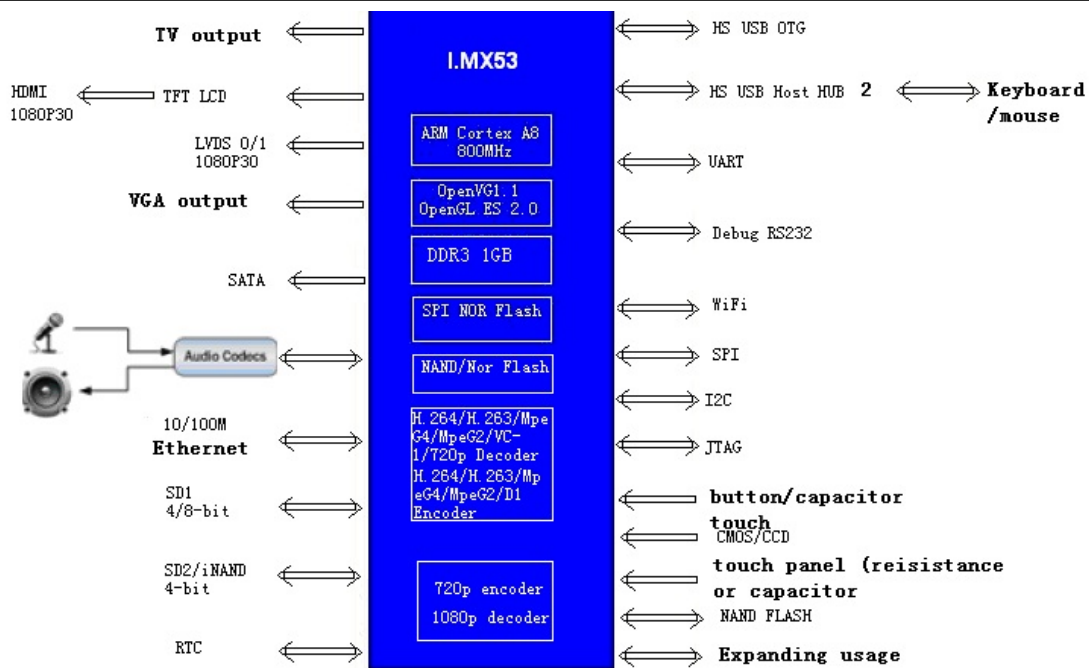 TV output
HDMI
1080P30
TFT LCD
LVDS 0/1
1080P30
VGA output
SATA
Audio Codecs
10/100M
Ethernet
SD1
4/8-bit
SD2/iNAND
4-bit
RTC
I.MX53
ARM Cortex A8
800MHz
OpenVG1.1
OpenGL ES 2.0
DDR3 1GB
SPI NOR Flash
NAND/Nor Flash
H.264/H.263/Mpe
G4/MpeG2/VC-
1/720p Decoder
H.264/H.263/Mp
eG4/MpeG2/D1
Encoder
720p encoder
1080p decoder
HS USB OTG
HS USB Host HUB 2
Keyboard
/mouse
UART
Debug RS232
WiFi
SPI
I2C
JTAG
button/capacitor
touch
CMOS/CCD
touch panel (reisistance
or capacitor
NAND FLASH
Expanding usage